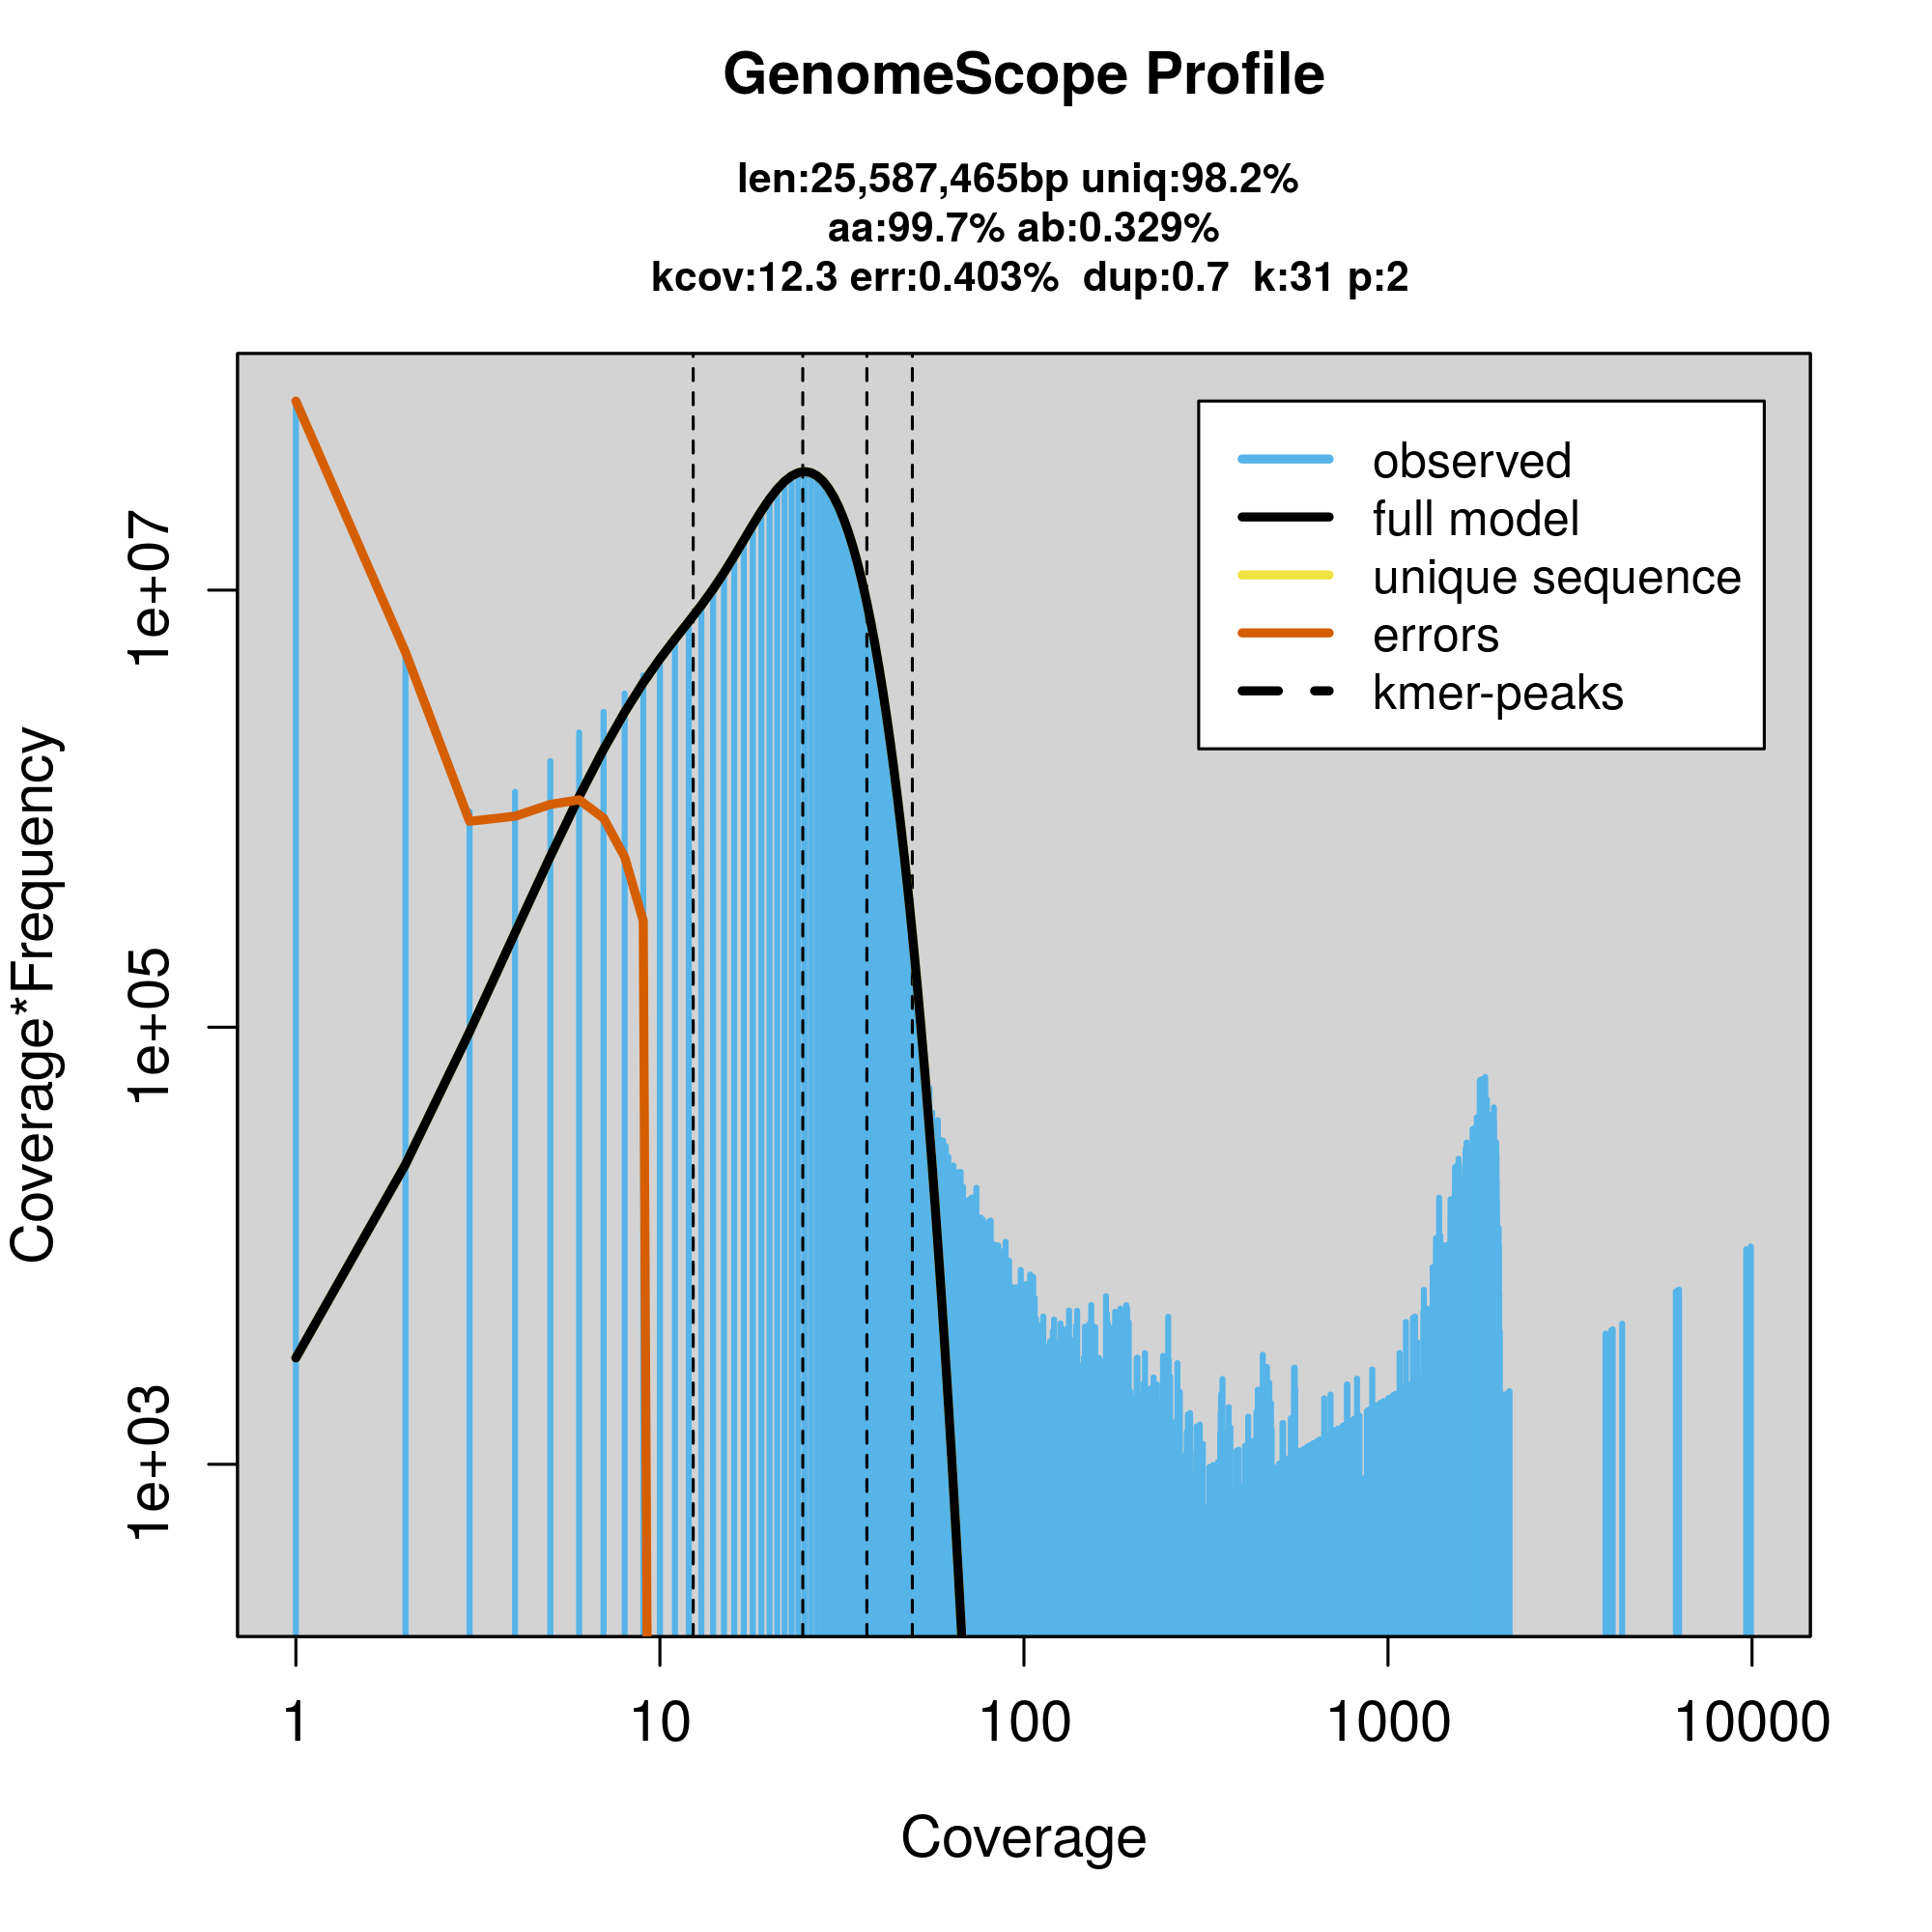 GenomeScope Profile
len:25,587,465bp uniq:98.2%
aa:99.7% ab:0.329%
kcov:12.3 err:0.403%  dup:0.7  k:31 p:2
observed
full model
unique sequence
errors
kmer-peaks
Coverage*Frequency
1e+07
1e+05
1e+03
1 10 100 1000 10000
Coverage